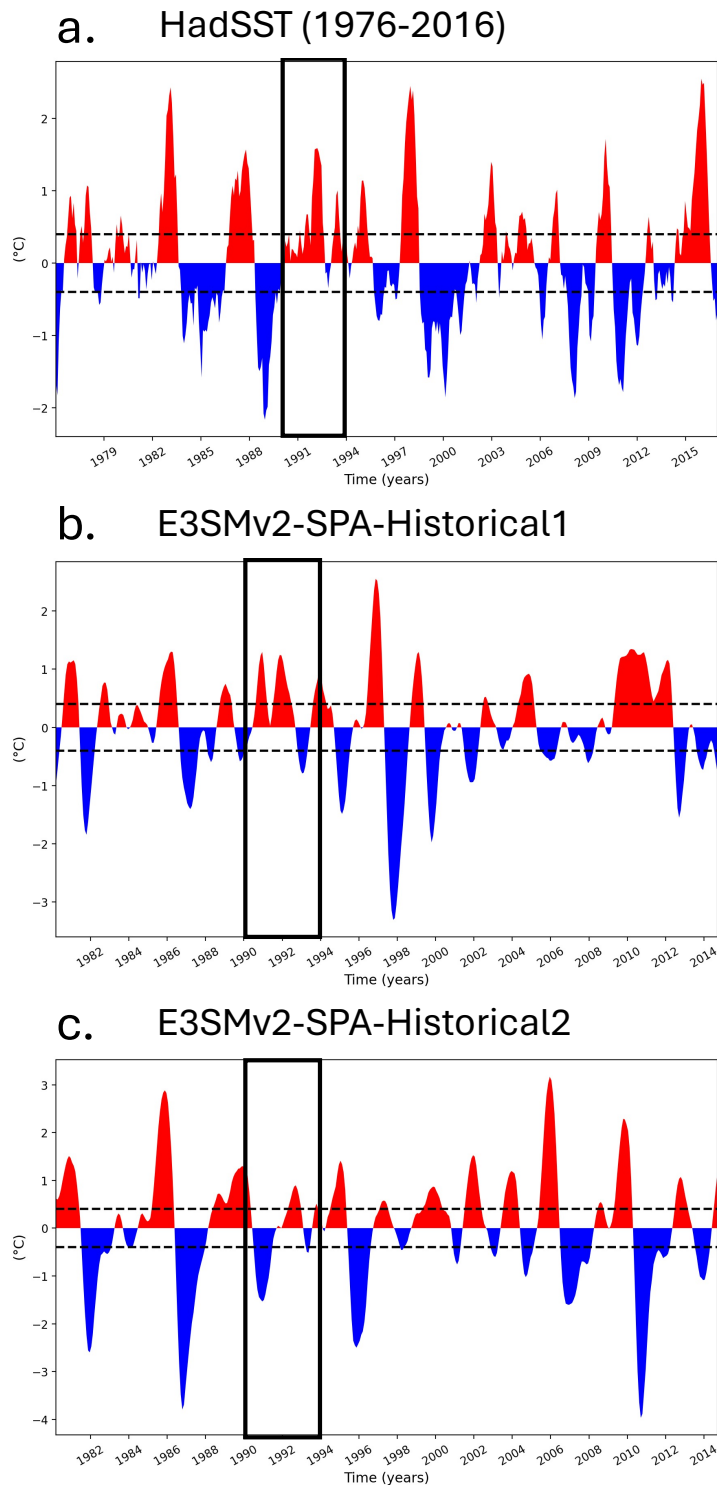 a. HadSST (1976-2016)
2
1
0
−1
−2
(°C)
1979 1982 1985 1988 1991 1994 1997 2000 2003 2006 2009 2012 2015
Time (years)
b. E3SMv2-SPA-Historical1
2
1
0
−1
−2
−3
(°C)
1982 1984 1986 1988 1990 1992 1994 1996 1998 2000 2002 2004 2006 2008 2010 2012 2014
Time (years)
c. E3SMv2-SPA-Historical2
3
2
1
0
−1
−2
−3
−4
(°C)
1982 1984 1986 1988 1990 1992 1994 1996 1998 2000 2002 2004 2006 2008 2010 2012 2014
Time (years)